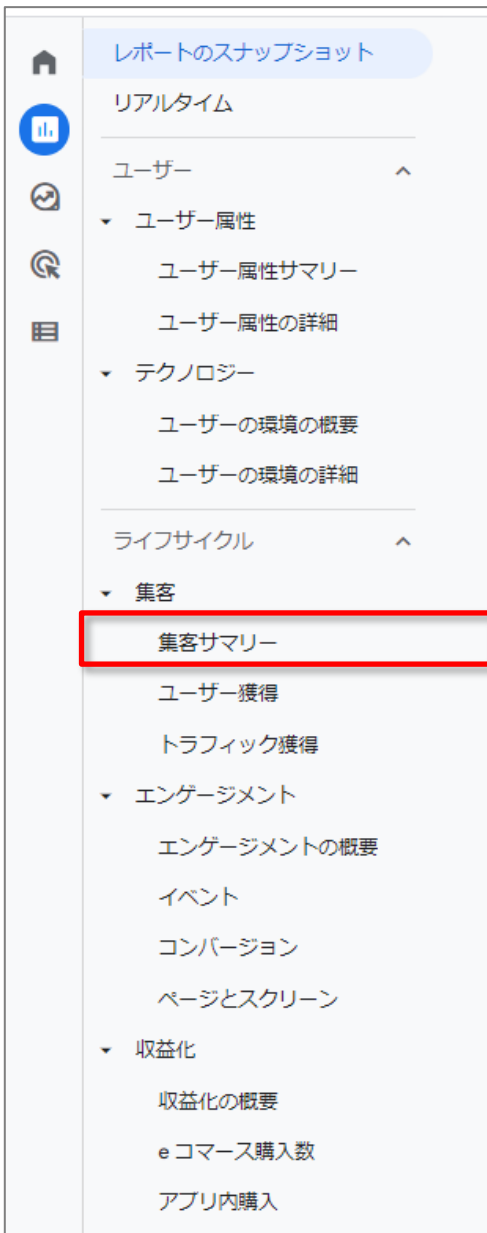 レポートのスナップショット
リアルタイム
ユーザー
ユーザー属性
ユーザー属性サマリー
ユーザー属性の詳細
テクノロジー
ユーザーの環境の概要
ユーザーの環境の詳細
ライフサイクル
集客
集客サマリー
ユーザー獲得
トラフィック獲得
エンゲージメント
エンゲージメントの概要
イベント
コンバージョン
ページとスクリーン
収益化
収益化の概要
e コマース購入数
アプリ内購入